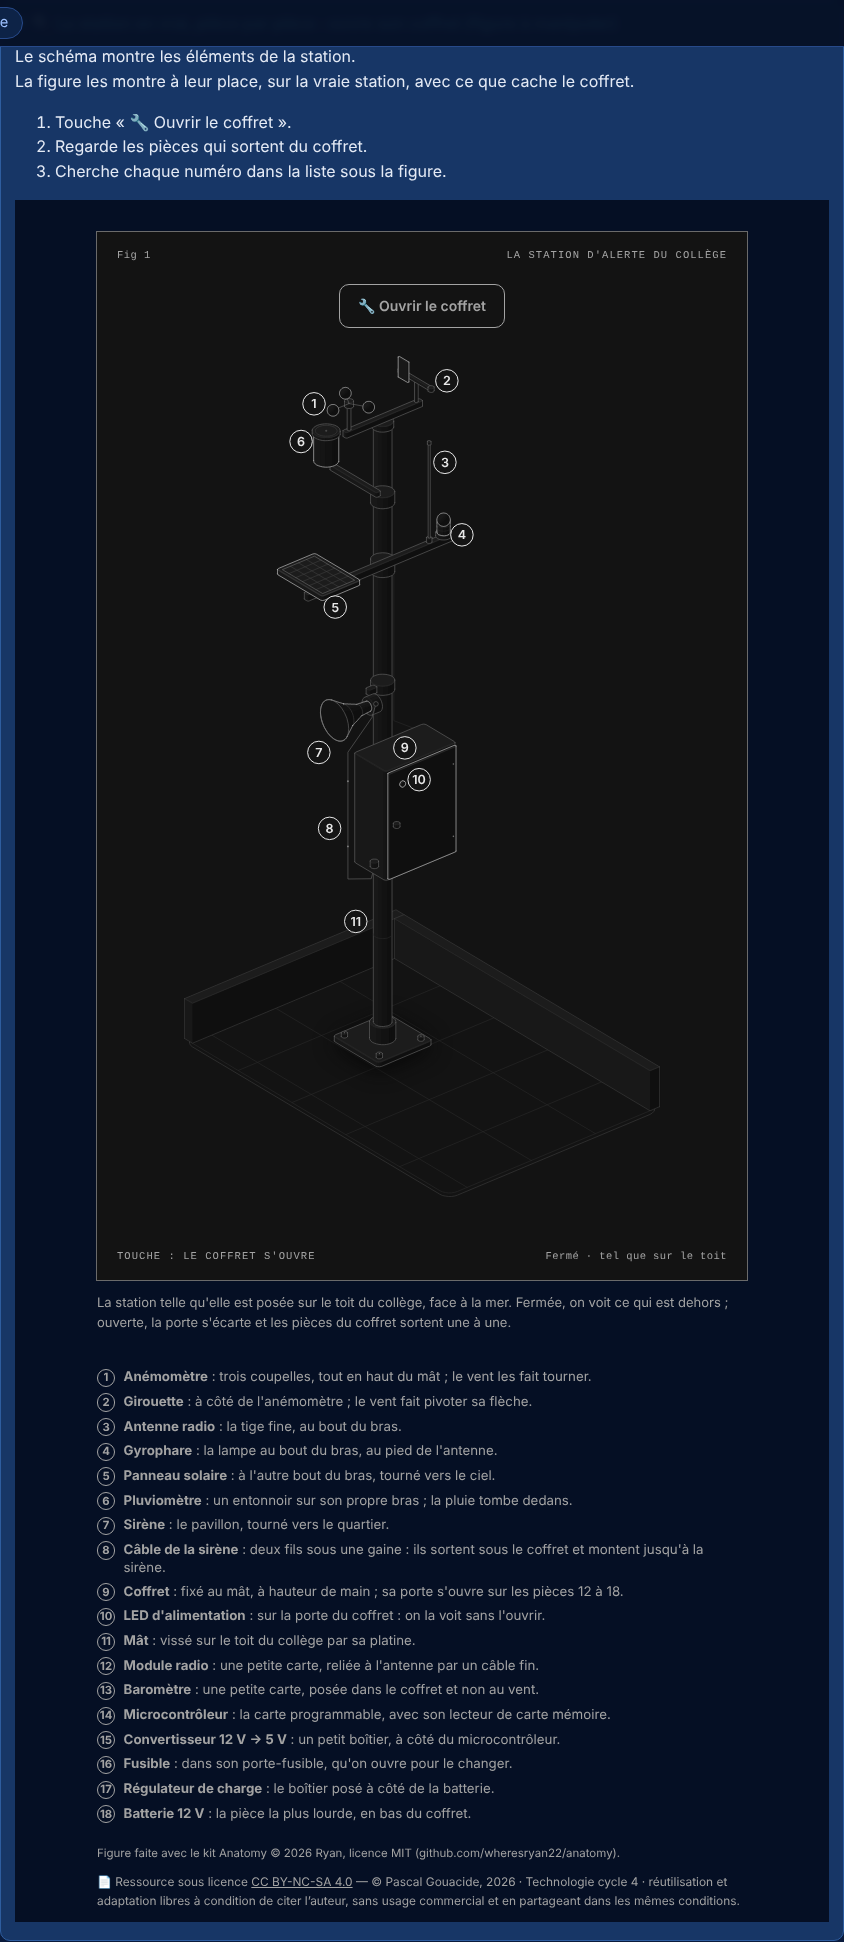 e
Le schéma montre les éléments de la station.
La figure les montre à leur place, sur la vraie station, avec ce que cache le coffret.
1. Touche « 🔧 Ouvrir le coffret ».
2. Regarde les pièces qui sortent du coffret.
3. Cherche chaque numéro dans la liste sous la figure.
Fig 1
LA STATION D'ALERTE DU COLLÈGE
🔧 Ouvrir le coffret
2
1
6
3
4
5
7
9
10
8
11
TOUCHE : LE COFFRET S'OUVRE
Fermé · tel que sur le toit
La station telle qu'elle est posée sur le toit du collège, face à la mer. Fermée, on voit ce qui est dehors ;
ouverte, la porte s'écarte et les pièces du coffret sortent une à une.
1 Anémomètre : trois coupelles, tout en haut du mât ; le vent les fait tourner.
2 Girouette : à côté de l'anémomètre ; le vent fait pivoter sa flèche.
3 Antenne radio : la tige fine, au bout du bras.
4 Gyrophare : la lampe au bout du bras, au pied de l'antenne.
5 Panneau solaire : à l'autre bout du bras, tourné vers le ciel.
6 Pluviomètre : un entonnoir sur son propre bras ; la pluie tombe dedans.
7 Sirène : le pavillon, tourné vers le quartier.
8 Câble de la sirène : deux fils sous une gaine : ils sortent sous le coffret et montent jusqu'à la
sirène.
9 Coffret : fixé au mât, à hauteur de main ; sa porte s'ouvre sur les pièces 12 à 18.
10 LED d'alimentation : sur la porte du coffret : on la voit sans l'ouvrir.
11 Mât : vissé sur le toit du collège par sa platine.
12 Module radio : une petite carte, reliée à l'antenne par un câble fin.
13 Baromètre : une petite carte, posée dans le coffret et non au vent.
14 Microcontrôleur : la carte programmable, avec son lecteur de carte mémoire.
15 Convertisseur 12 V → 5 V : un petit boîtier, à côté du microcontrôleur.
16 Fusible : dans son porte-fusible, qu'on ouvre pour le changer.
17 Régulateur de charge : le boîtier posé à côté de la batterie.
18 Batterie 12 V : la pièce la plus lourde, en bas du coffret.
Figure faite avec le kit Anatomy © 2026 Ryan, licence MIT (github.com/wheresryan22/anatomy).
📄 Ressource sous licence CC BY-NC-SA 4.0 — © Pascal Gouacide, 2026 · Technologie cycle 4 · réutilisation et
adaptation libres à condition de citer l'auteur, sans usage commercial et en partageant dans les mêmes conditions.